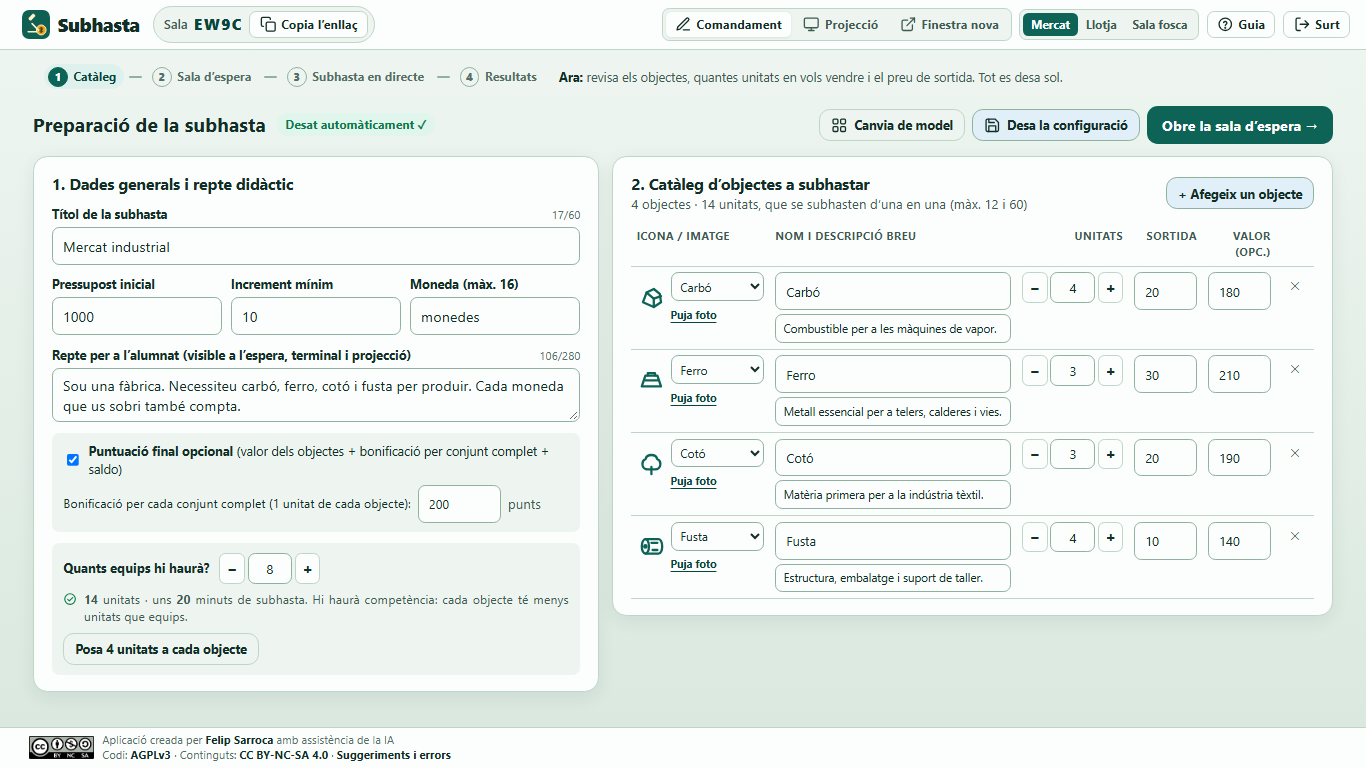 Subhasta
Sala EW9C Copia l’enllaç
Comandament Projecció Finestra nova
Mercat Llotja Sala fosca
Guia
Surt
1 Catàleg — 2 Sala d’espera — 3 Subhasta en directe — 4 Resultats
Ara: revisa els objectes, quantes unitats en vols vendre i el preu de sortida. Tot es desa sol.
Preparació de la subhasta
Desat automàticament ✓
Canvia de model
Desa la configuració
Obre la sala d’espera →
1. Dades generals i repte didàctic
Títol de la subhasta 17/60
Mercat industrial
Pressupost inicial Increment mínim Moneda (màx. 16)
1000 10 monedes
Repte per a l’alumnat (visible a l’espera, terminal i projecció) 106/280
Sou una fàbrica. Necessiteu carbó, ferro, cotó i fusta per produir. Cada moneda
que us sobri també compta.
Puntuació final opcional (valor dels objectes + bonificació per conjunt complet +
saldo)
Bonificació per cada conjunt complet (1 unitat de cada objecte): 200 punts
Quants equips hi haurà? − 8 +
14 unitats · uns 20 minuts de subhasta. Hi haurà competència: cada objecte té menys
unitats que equips.
Posa 4 unitats a cada objecte
2. Catàleg d’objectes a subhastar
4 objectes · 14 unitats, que se subhasten d’una en una (màx. 12 i 60)
+ Afegeix un objecte
ICONA / IMATGE NOM I DESCRIPCIÓ BREU UNITATS SORTIDA VALOR
(OPC.)
Carbó Carbó − 4 + 20 180 ×
Puja foto Combustible per a les màquines de vapor.
Ferro Ferro − 3 + 30 210 ×
Puja foto Metall essencial per a telers, calderes i vies.
Cotó Cotó − 3 + 20 190 ×
Puja foto Matèria primera per a la indústria tèxtil.
Fusta Fusta − 4 + 10 140 ×
Puja foto Estructura, embalatge i suport de taller.
CC BY NC SA
Aplicació creada per Felip Sarroca amb assistència de la IA
Codi: AGPLv3 · Continguts: CC BY-NC-SA 4.0 · Suggeriments i errors